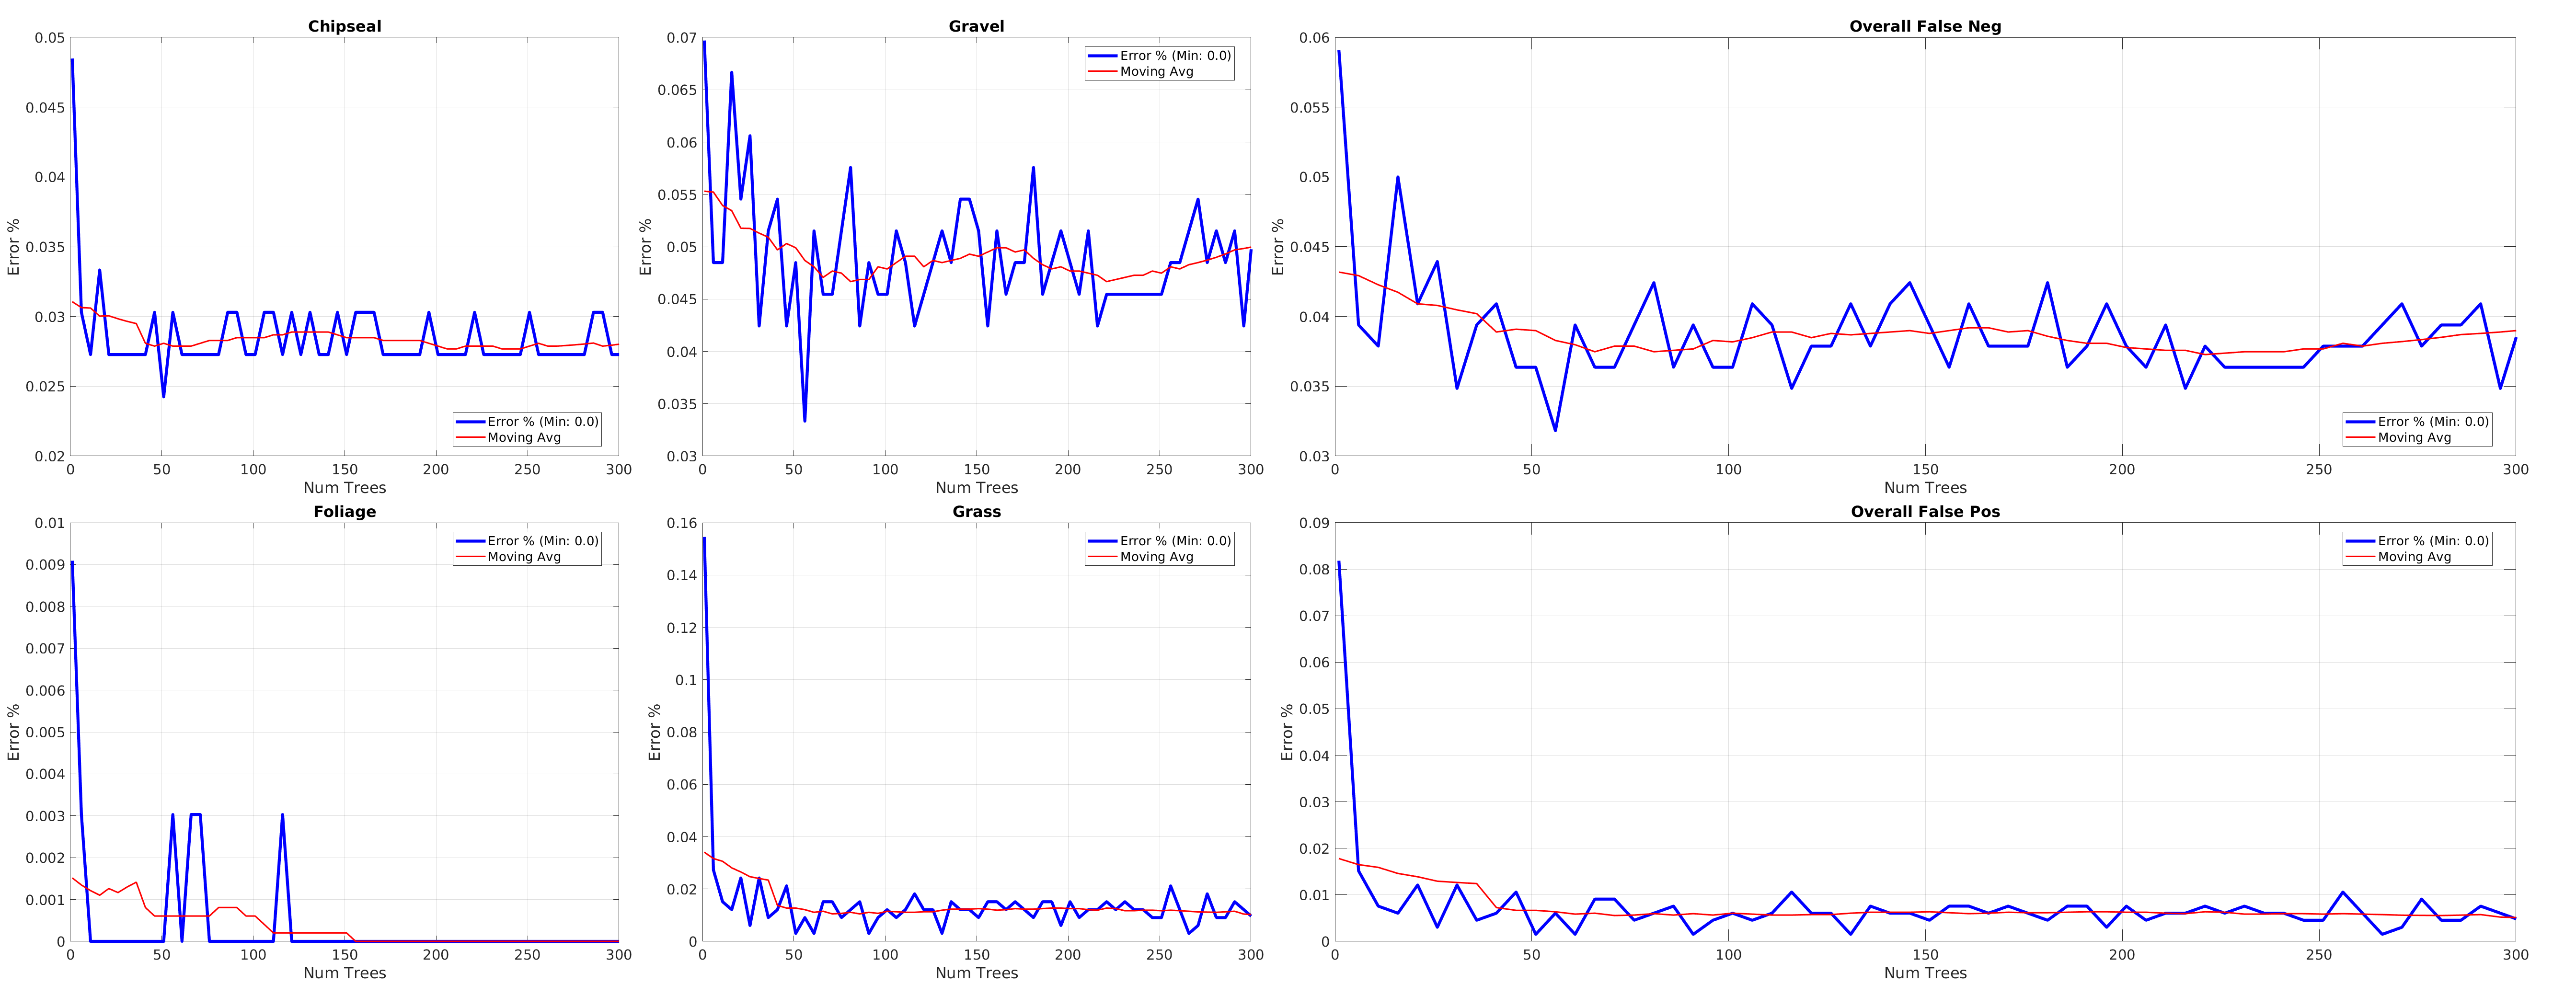 Chipseal
0.05
0.045
0.04
0.035
0.03
0.025
0.02
Error %
0 50 100 150 200 250 300
Num Trees
Error % (Min: 0.0)
Moving Avg
Gravel
0.07
0.065
0.06
0.055
0.05
0.045
0.04
0.035
0.03
Error %
0 50 100 150 200 250 300
Num Trees
Error % (Min: 0.0)
Moving Avg
Overall False Neg
0.06
0.055
0.05
0.045
0.04
0.035
0.03
Error %
0 50 100 150 200 250 300
Num Trees
Error % (Min: 0.0)
Moving Avg
Foliage
0.01
0.009
0.008
0.007
0.006
0.005
0.004
0.003
0.002
0.001
0
Error %
0 50 100 150 200 250 300
Num Trees
Error % (Min: 0.0)
Moving Avg
Grass
0.16
0.14
0.12
0.1
0.08
0.06
0.04
0.02
0
Error %
0 50 100 150 200 250 300
Num Trees
Error % (Min: 0.0)
Moving Avg
Overall False Pos
0.09
0.08
0.07
0.06
0.05
0.04
0.03
0.02
0.01
0
Error %
0 50 100 150 200 250 300
Num Trees
Error % (Min: 0.0)
Moving Avg